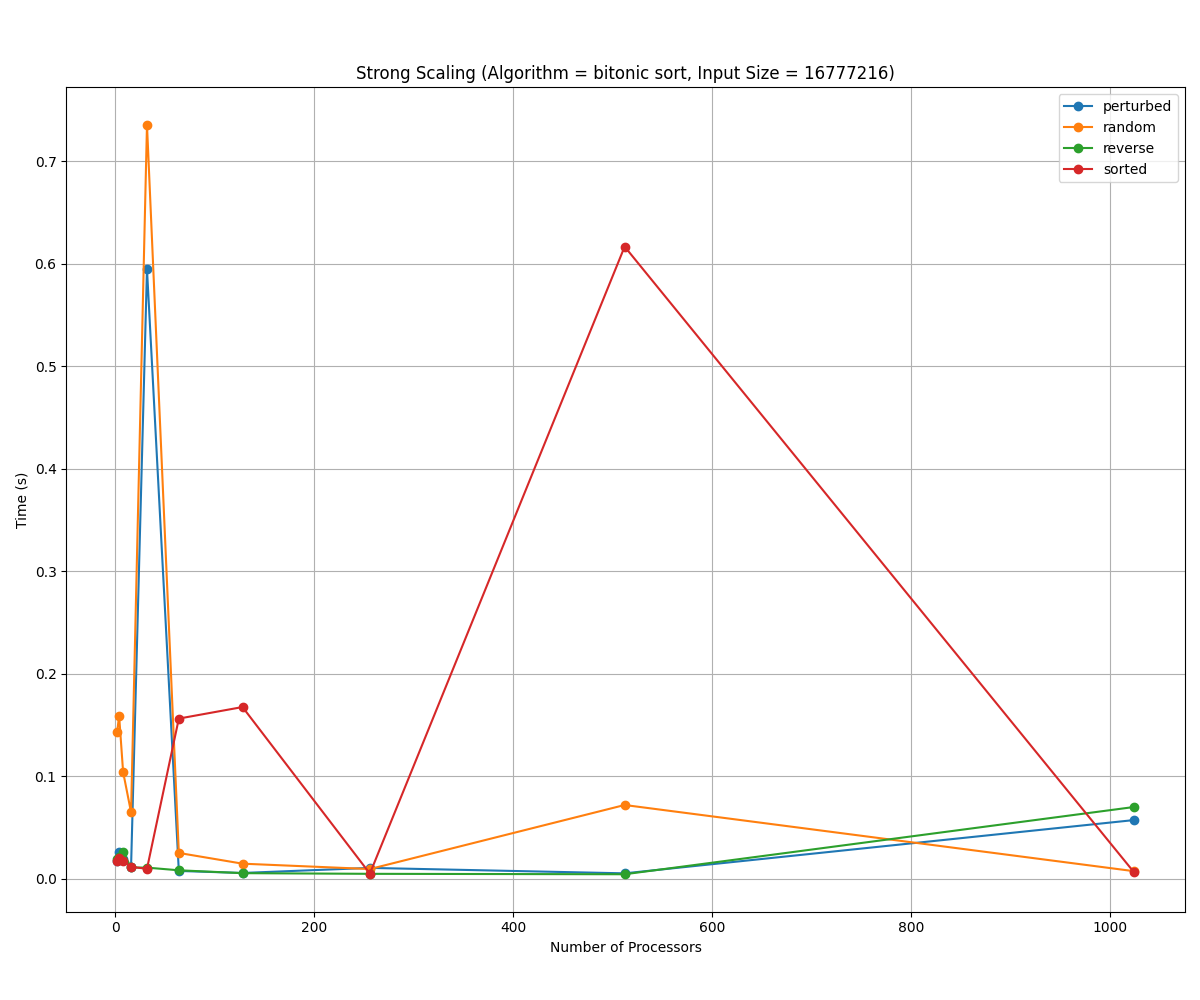 Strong Scaling (Algorithm = bitonic sort, Input Size = 16777216)
perturbed
random
reverse
sorted
0.7
0.6
0.5
0.4
0.3
0.2
0.1
0.0
Time (s)
0 200 400 600 800 1000
Number of Processors